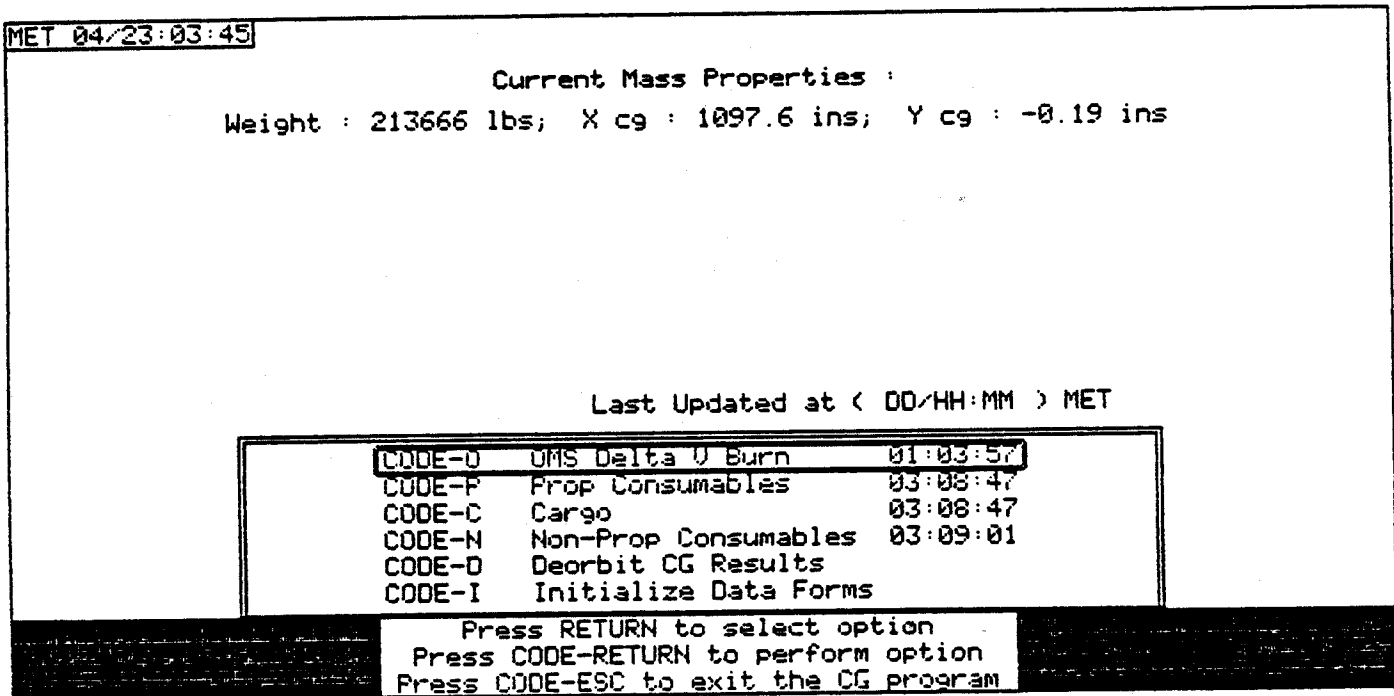 MET 04/23:03:45
Current Mass Properties :
Weight : 213666 lbs; X cg : 1097.6 ins; Y cg : -0.19 ins
Last Updated at ( DD/HH:MM ) MET
CODE-O OMS Delta V Burn 01:03:57
CODE-P Prop Consumables 03:08:47
CODE-C Cargo 03:08:47
CODE-N Non-Prop Consumables 03:09:01
CODE-D Deorbit CG Results
CODE-I Initialize Data Forms
Press RETURN to select option
Press CODE-RETURN to perform option
Press CODE-ESC to exit the CG program